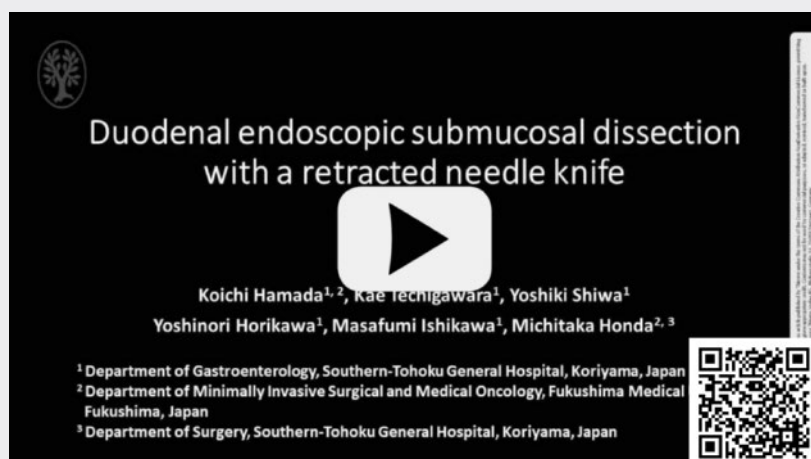 Duodenal endoscopic submucosal dissection
with a retracted needle knife
Koichi Hamada1, 2, Kae Techigawara1, Yoshiki Shiwa1
Yoshinori Horikawa1, Masafumi Ishikawa1, Michitaka Honda2, 3
1 Department of Gastroenterology, Southern-Tohoku General Hospital, Koriyama, Japan
2 Department of Minimally Invasive Surgical and Medical Oncology, Fukushima Medical
Fukushima, Japan
3 Department of Surgery, Southern-Tohoku General Hospital, Koriyama, Japan